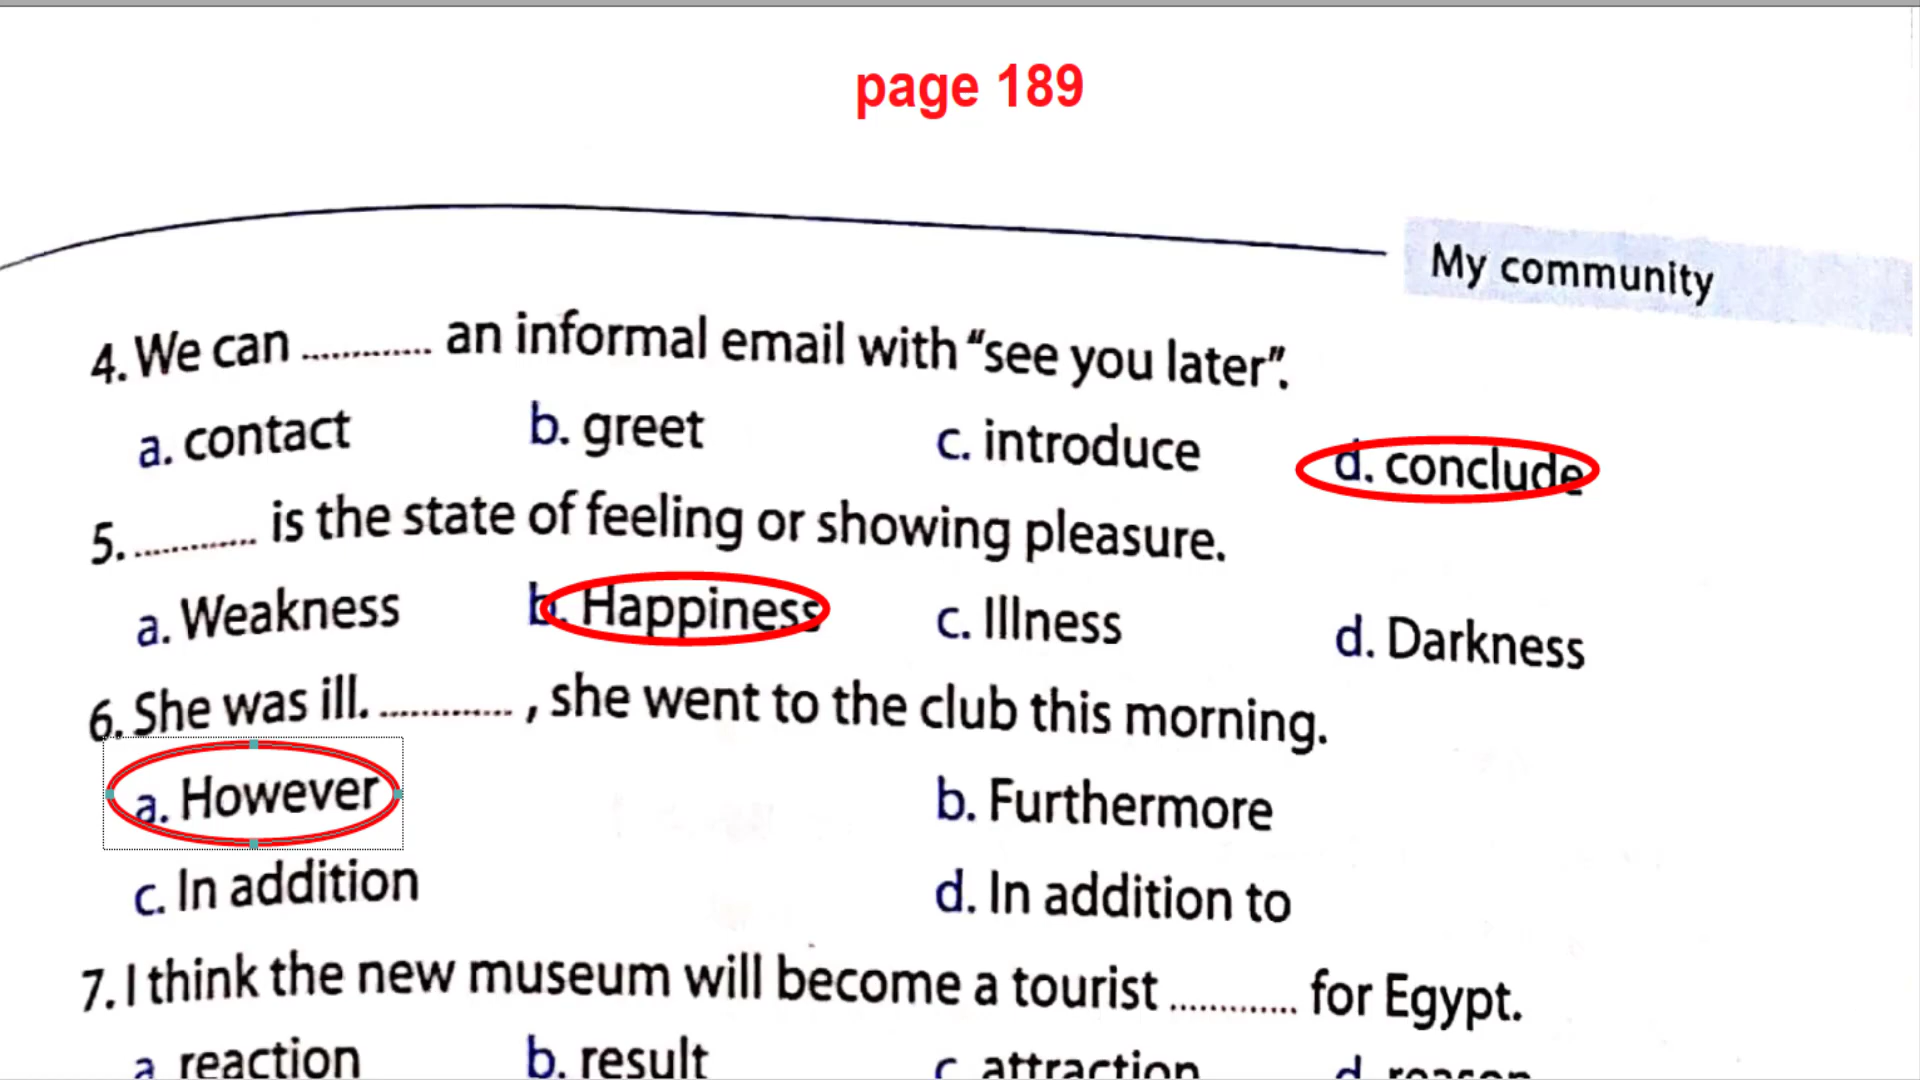 page 189
My community
4. We can ............ an informal email with “see you later”.
a. contact b. greet c. introduce d. conclude
5. ............ is the state of feeling or showing pleasure.
a. Weakness b. Happiness c. Illness d. Darkness
6. She was ill. ............ , she went to the club this morning.
a. However b. Furthermore
c. In addition d. In addition to
7. I think the new museum will become a tourist ............ for Egypt.
a reaction b. result c attraction d reason